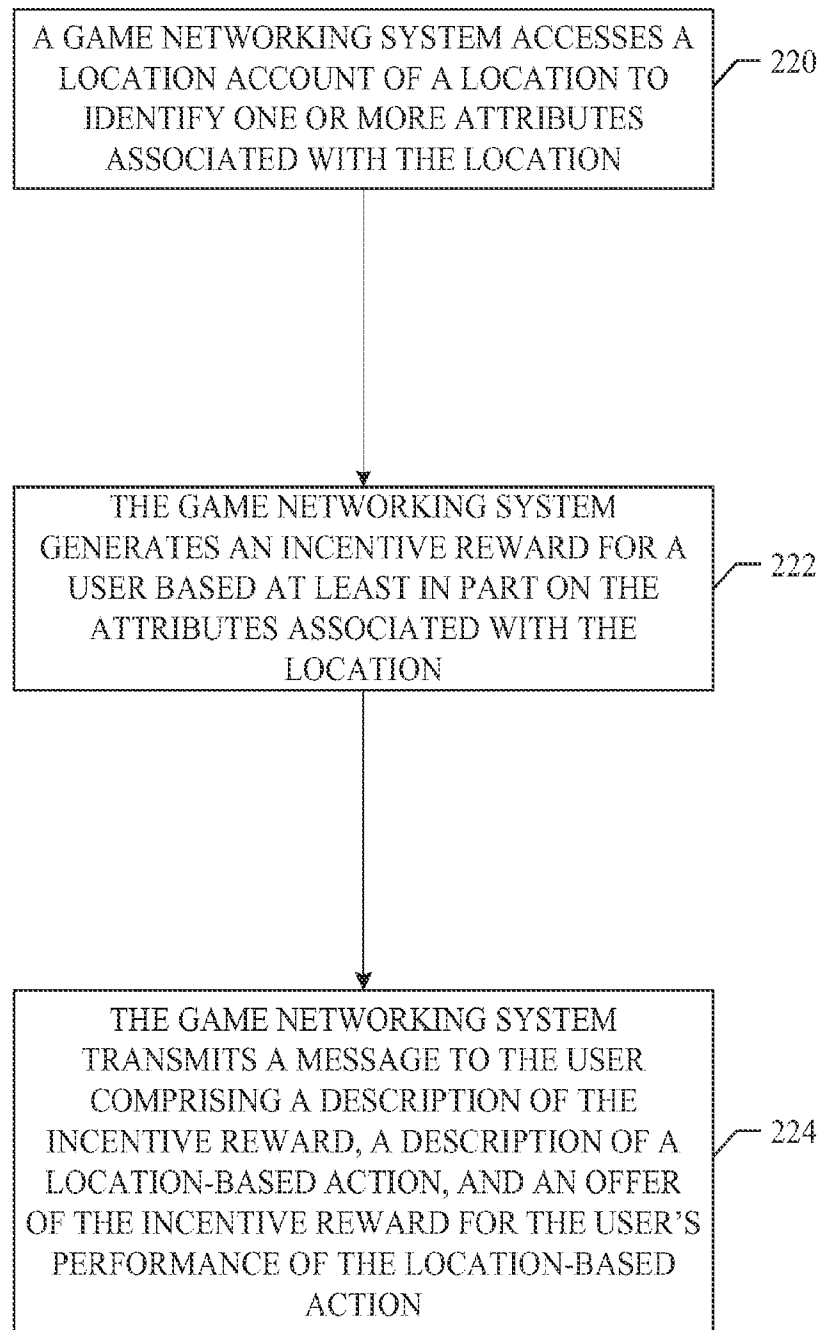 A GAME NETWORKING SYSTEM ACCESSES A
LOCATION ACCOUNT OF A LOCATION TO
IDENTIFY ONE OR MORE ATTRIBUTES
ASSOCIATED WITH THE LOCATION
220
THE GAME NETWORKING SYSTEM
GENERATES AN INCENTIVE REWARD FOR A
USER BASED AT LEAST IN PART ON THE
ATTRIBUTES ASSOCIATED WITH THE
LOCATION
222
THE GAME NETWORKING SYSTEM
TRANSMITS A MESSAGE TO THE USER
COMPRISING A DESCRIPTION OF THE
INCENTIVE REWARD, A DESCRIPTION OF A
LOCATION-BASED ACTION, AND AN OFFER
OF THE INCENTIVE REWARD FOR THE USER'S
PERFORMANCE OF THE LOCATION-BASED
ACTION
224